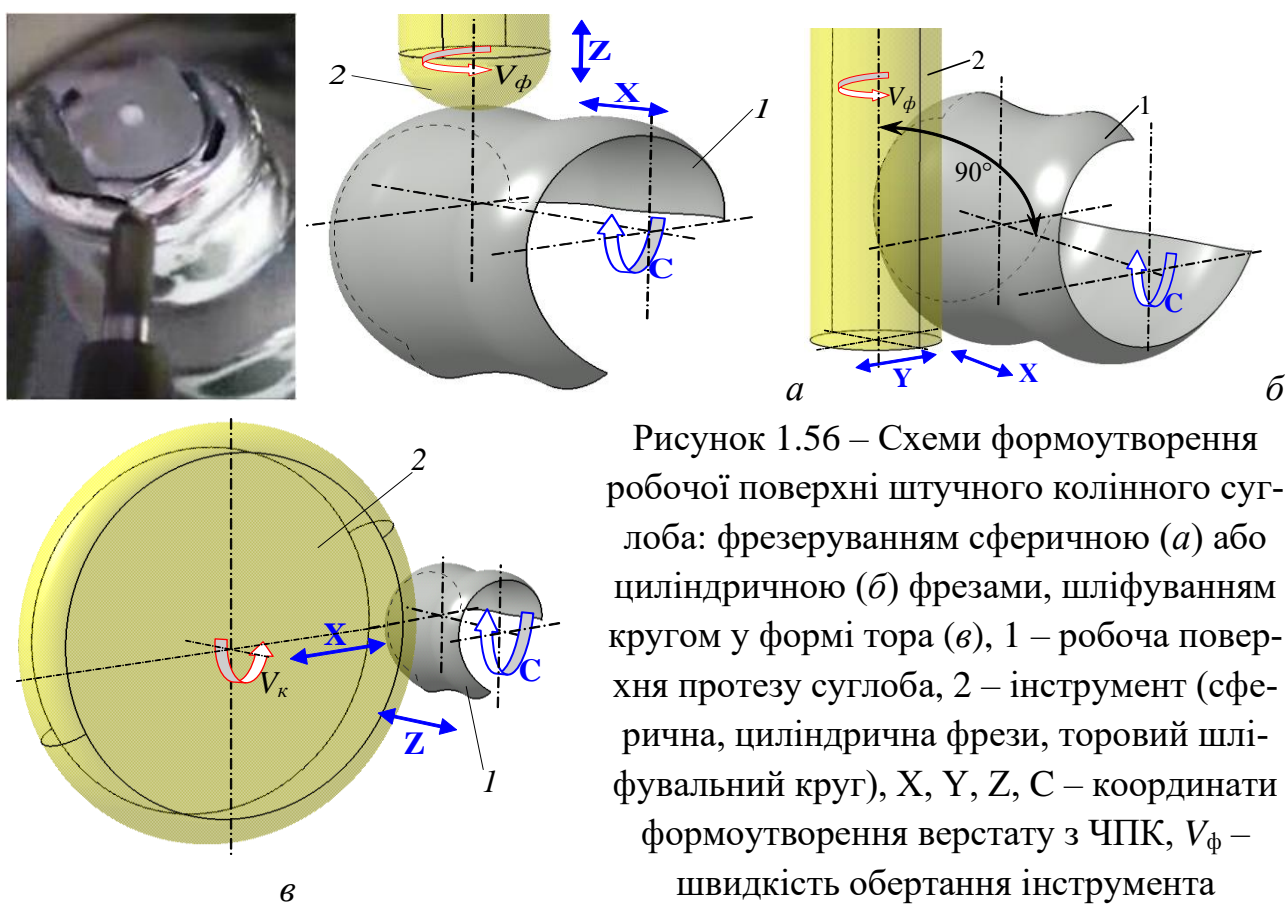 2
Vф
Z
X
1
C
а
2
Vф
1
90°
C
Y
X
б
2
X
Vк
C
Z
1
в
Рисунок 1.56 – Схеми формоутворення
робочої поверхні штучного колінного суг-
лоба: фрезеруванням сферичною (а) або
циліндричною (б) фрезами, шліфуванням
кругом у формі тора (в), 1 – робоча повер-
хня протезу суглоба, 2 – інструмент (сфе-
рична, циліндрична фрези, торовий шлі-
фувальний круг), X, Y, Z, C – координати
формоутворення верстату з ЧПК, Vф –
швидкість обертання інструмента